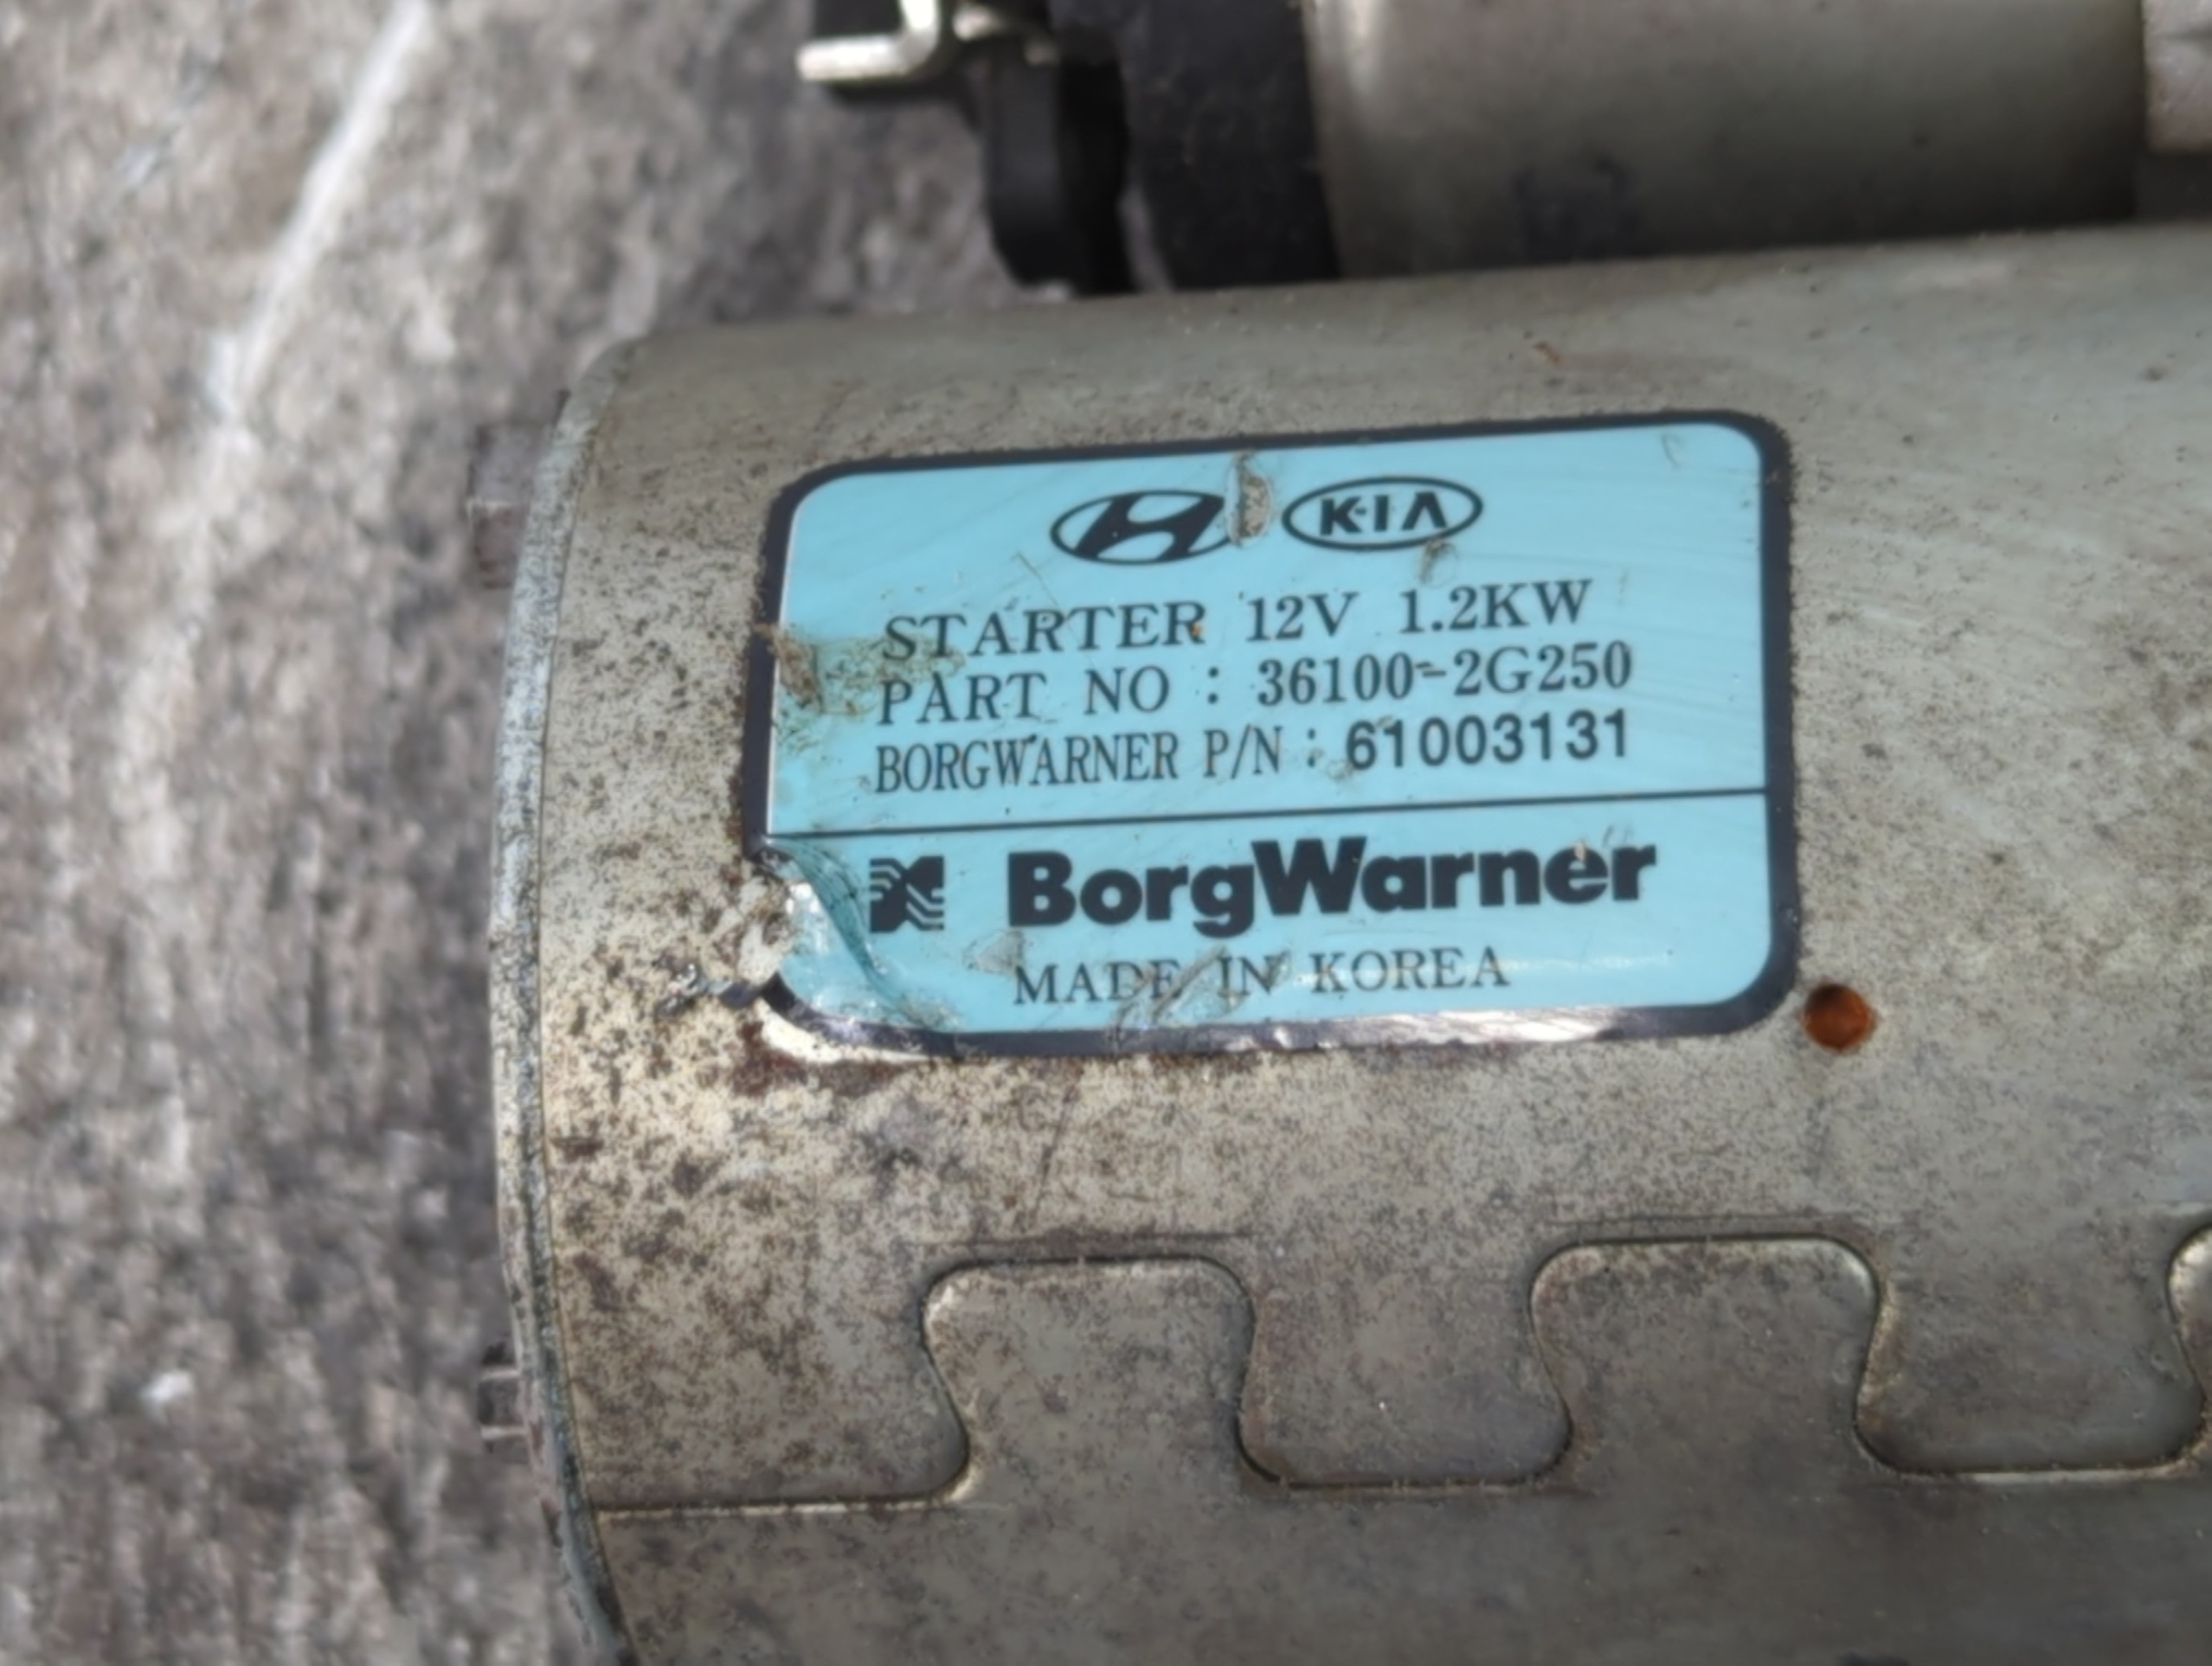 KIA
STARTER 12V 1.2KW
PART NO : 36100-2G250
BORGWARNER P/N : 61003131
BorgWarner
MADE IN KOREA